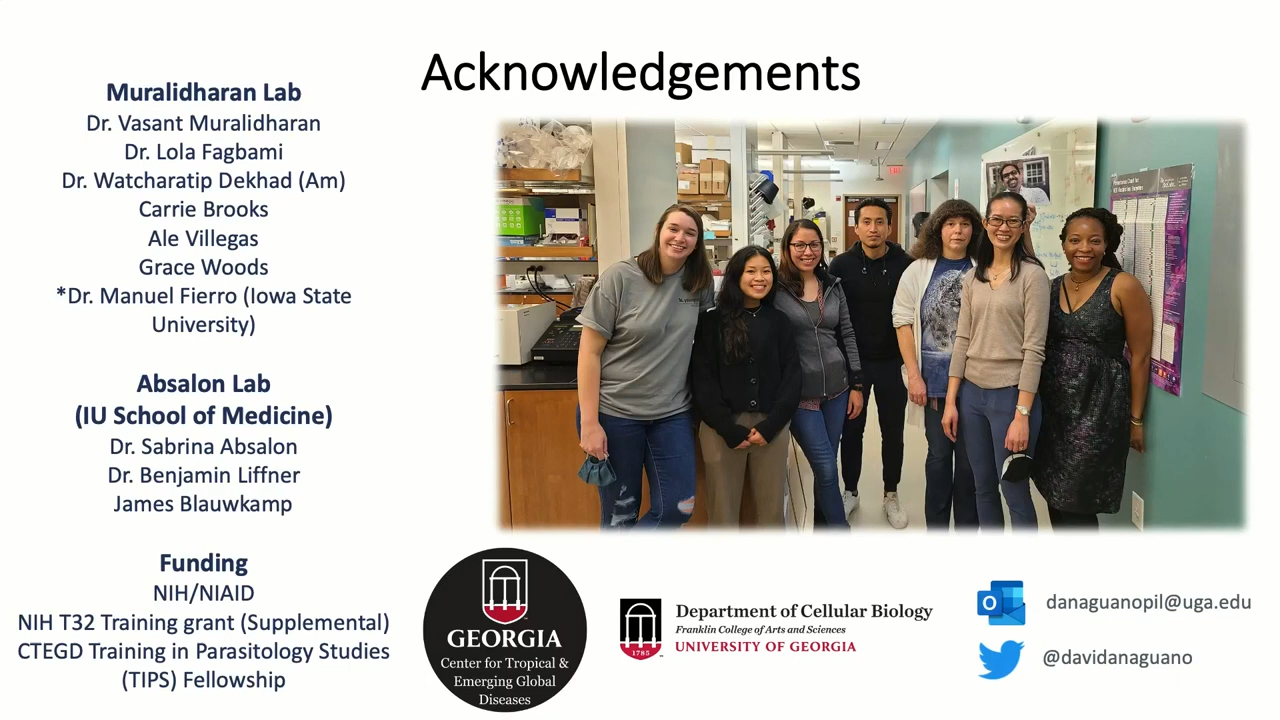 Acknowledgements
Muralidharan Lab
Dr. Vasant Muralidharan
Dr. Lola Fagbami
Dr. Watcharatip Dekhad (Am)
Carrie Brooks
Ale Villegas
Grace Woods
*Dr. Manuel Fierro (Iowa State
University)
Absalon Lab
(IU School of Medicine)
Dr. Sabrina Absalon
Dr. Benjamin Liffner
James Blauwkamp
Funding
NIH/NIAID
NIH T32 Training grant (Supplemental)
CTEGD Training in Parasitology Studies
(TIPS) Fellowship
GEORGIA
Center for Tropical &
Emerging Global
Diseases
1785
Department of Cellular Biology
Franklin College of Arts and Sciences
UNIVERSITY OF GEORGIA
danaguanopil@uga.edu
@davidanaguano